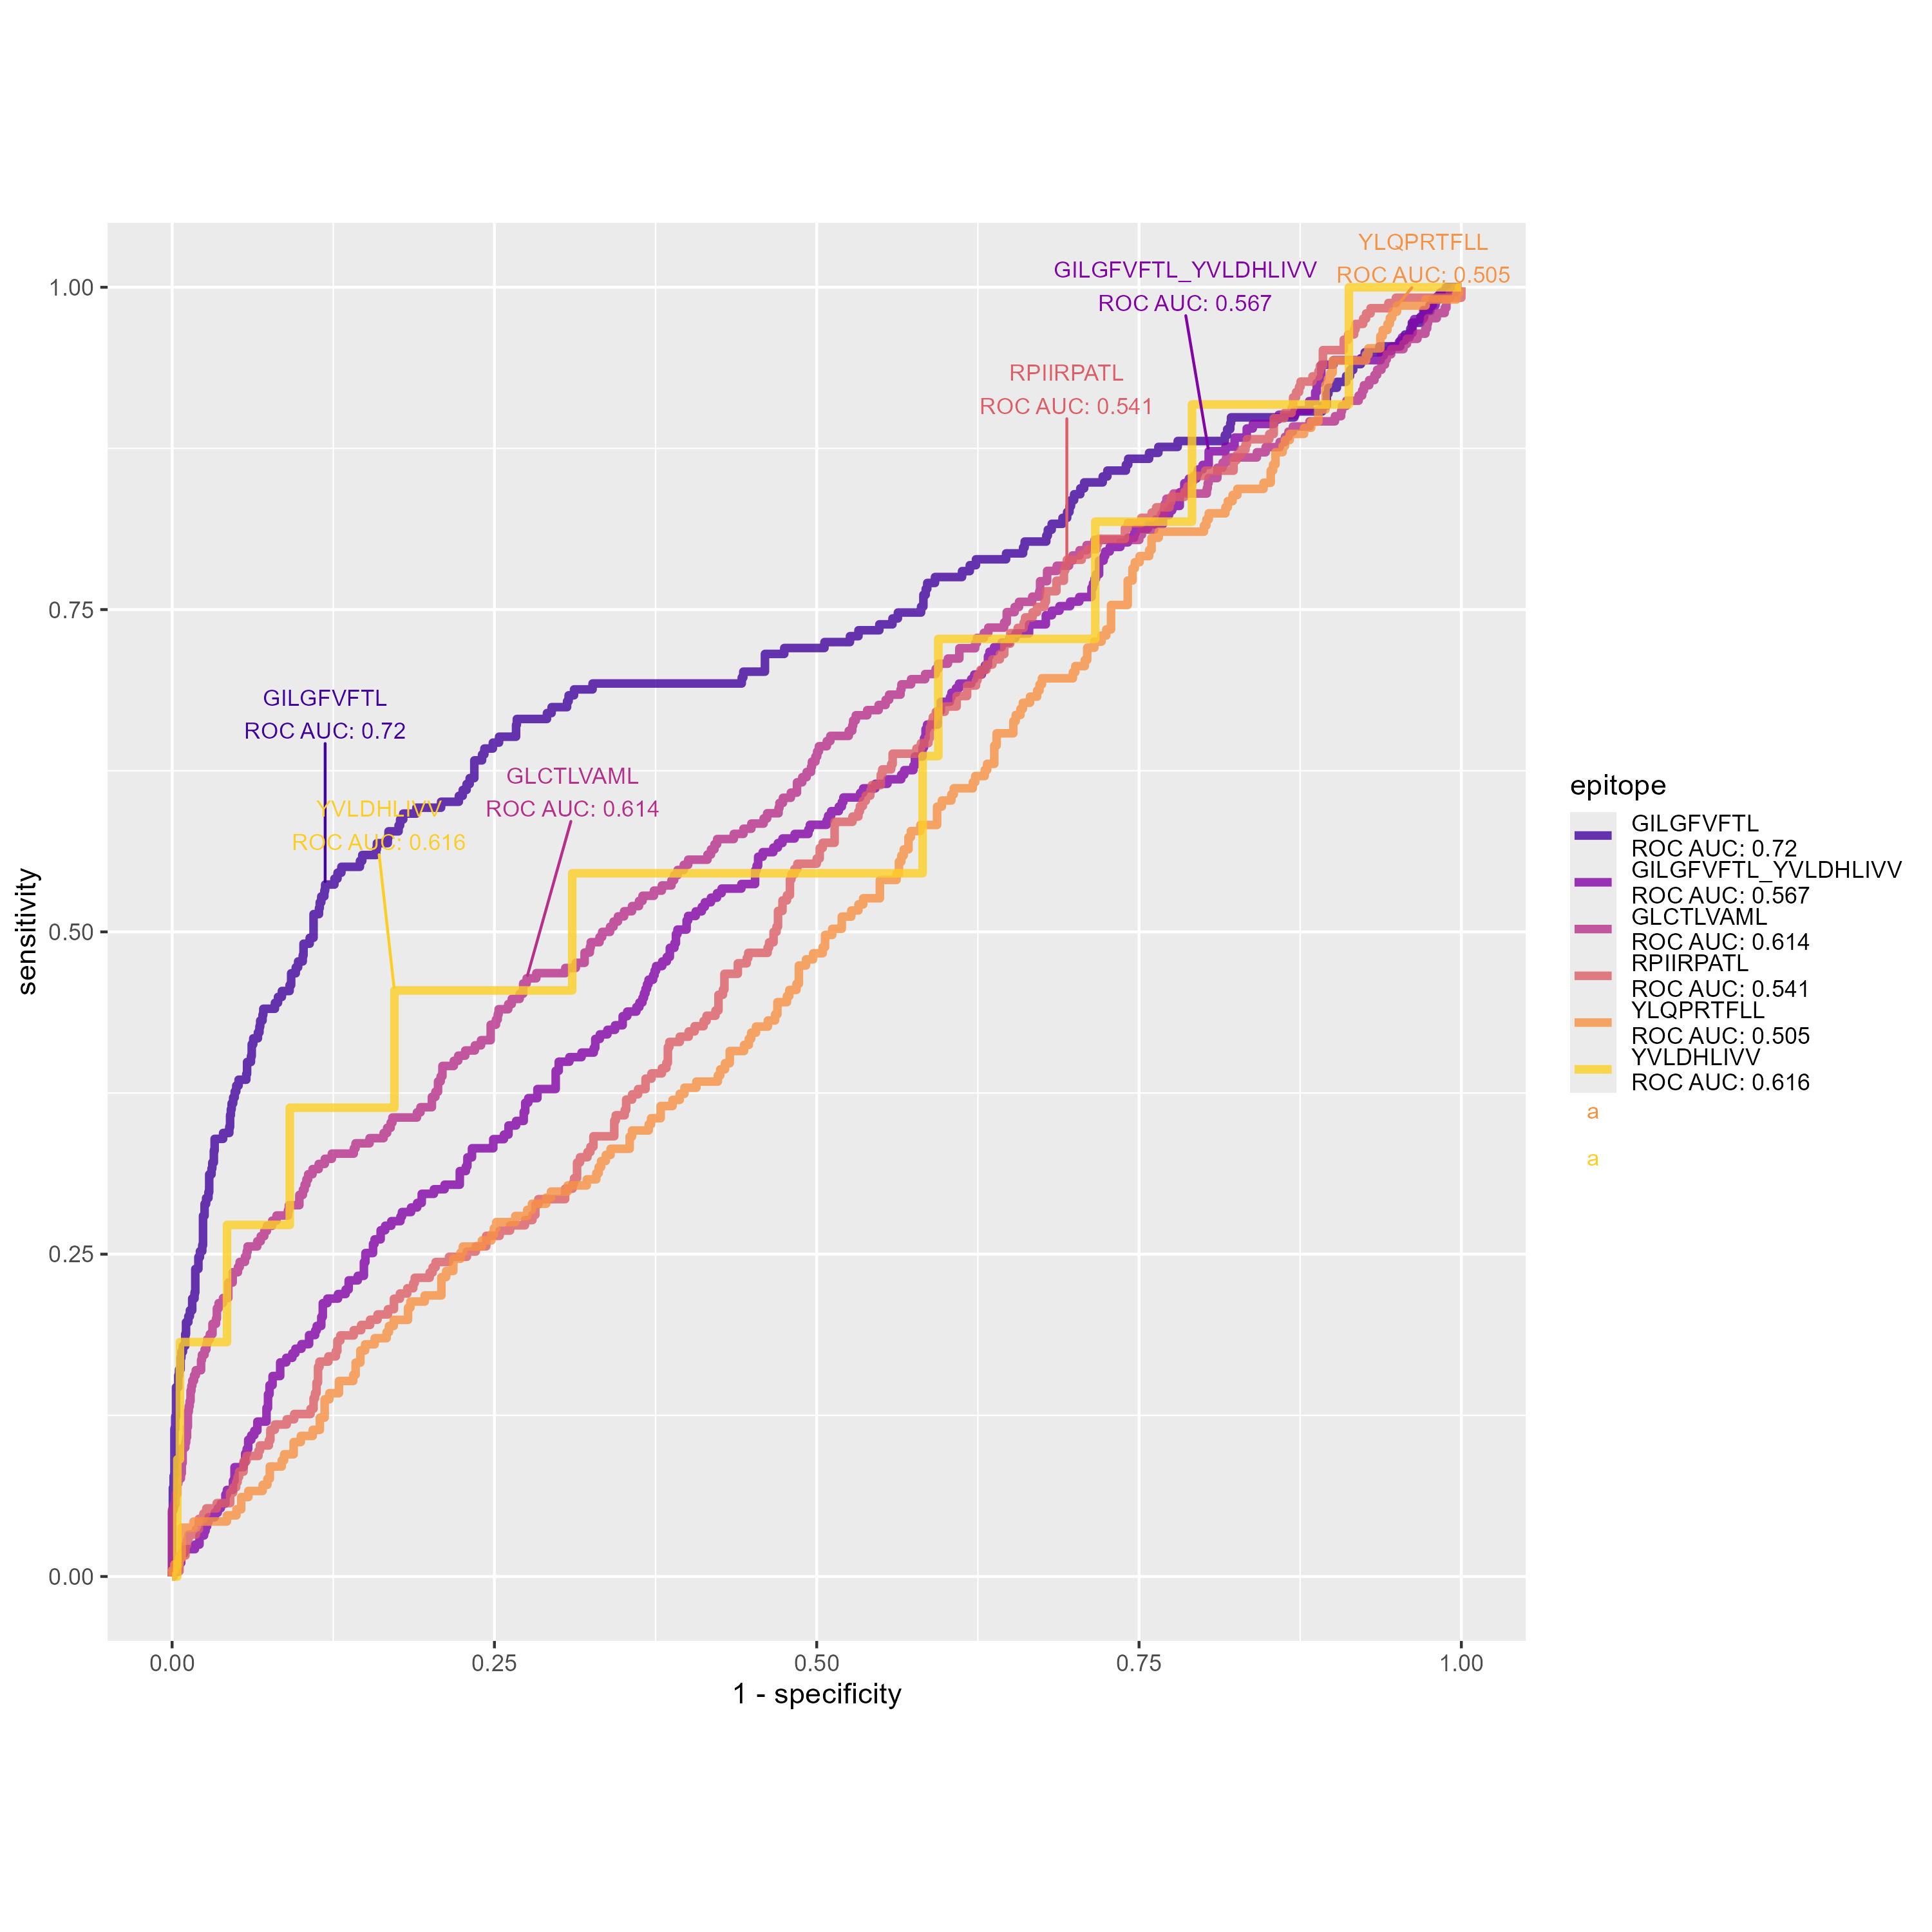 YLQPRTFLL
ROC AUC: 0.505
GILGFVFTL_YVLDHLIVV
ROC AUC: 0.567
RPIIRPATL
ROC AUC: 0.541
GILGFVFTL
ROC AUC: 0.72
GLCTLVAML
ROC AUC: 0.614
YVLDHLIVV
ROC AUC: 0.616
1.00
0.75
0.50
0.25
0.00
sensitivity
0.00 0.25 0.50 0.75 1.00
1 - specificity
epitope
GILGFVFTL
ROC AUC: 0.72
GILGFVFTL_YVLDHLIVV
ROC AUC: 0.567
GLCTLVAML
ROC AUC: 0.614
RPIIRPATL
ROC AUC: 0.541
YLQPRTFLL
ROC AUC: 0.505
YVLDHLIVV
ROC AUC: 0.616
a
a